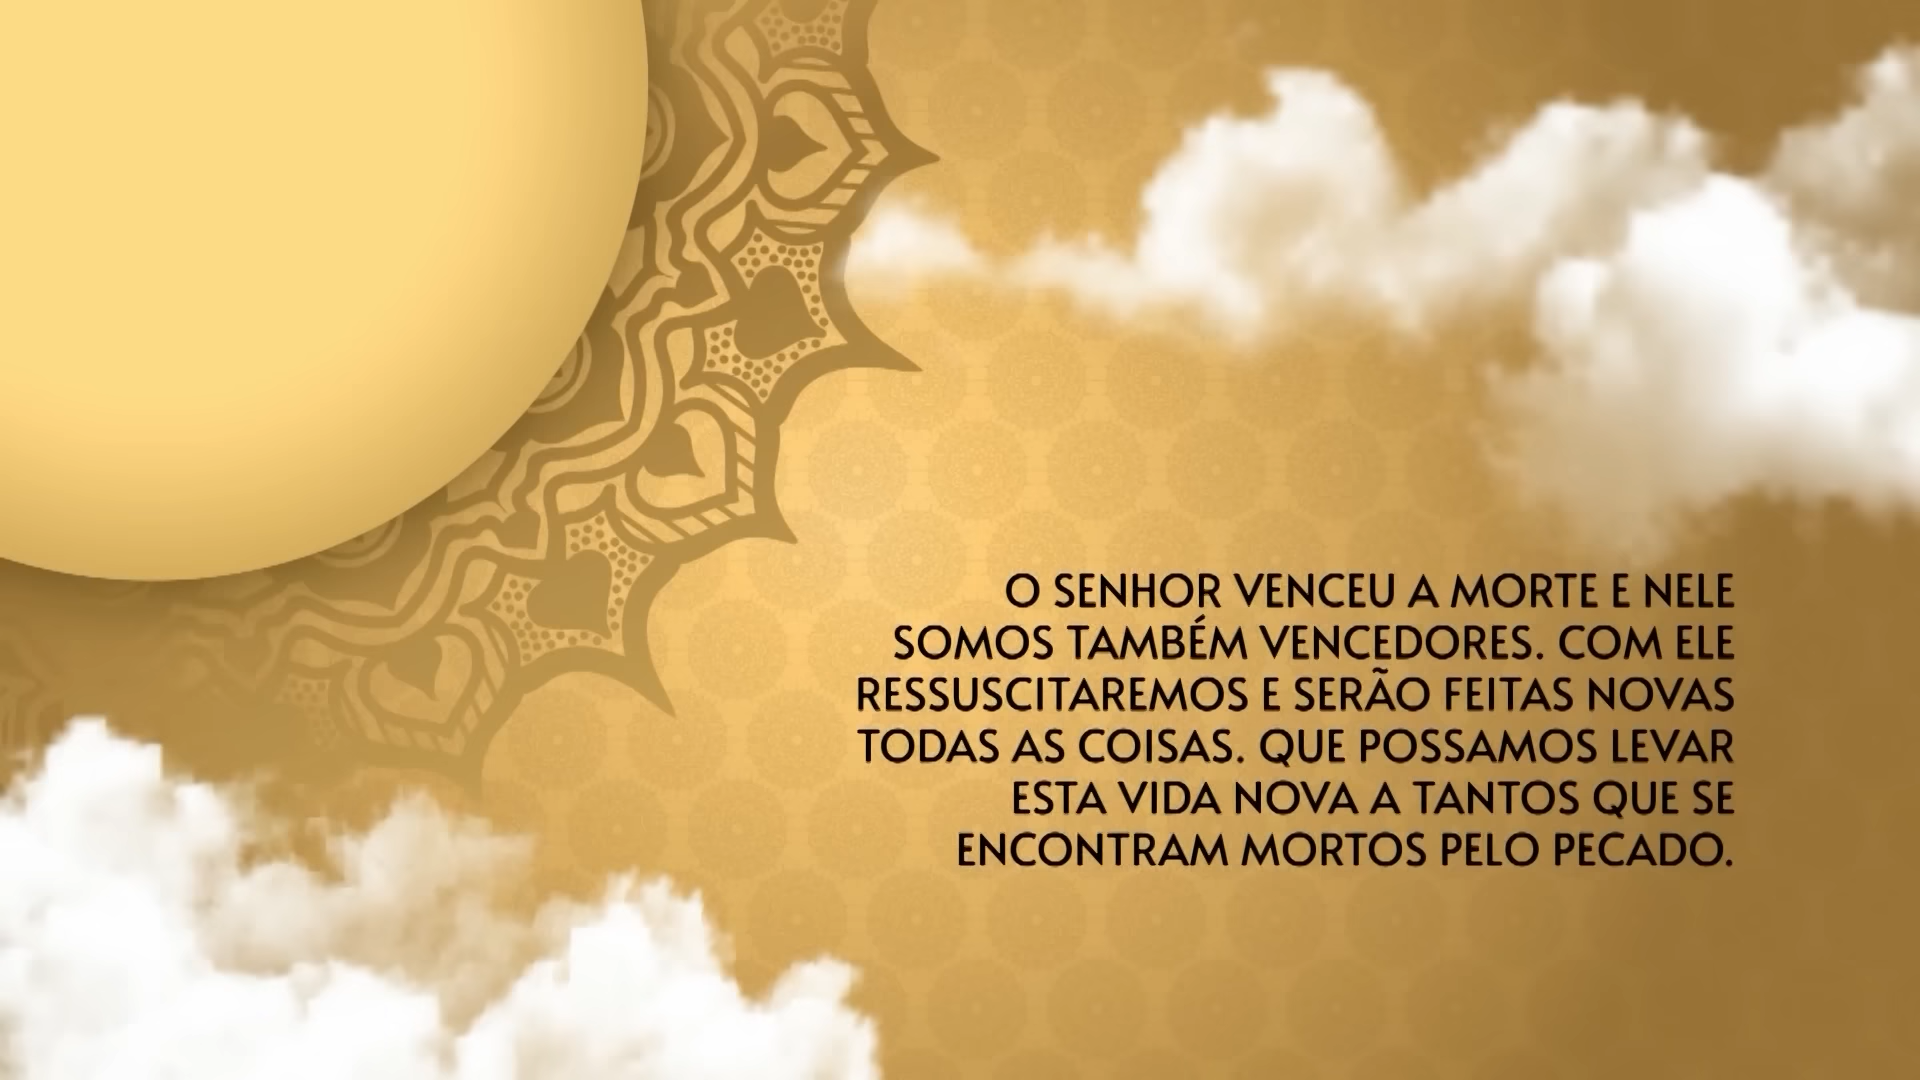 O SENHOR VENCEU A MORTE E NELE
SOMOS TAMBÉM VENCEDORES. COM ELE
RESSUSCITAREMOS E SERÃO FEITAS NOVAS
TODAS AS COISAS. QUE POSSAMOS LEVAR
ESTA VIDA NOVA A TANTOS QUE SE
ENCONTRAM MORTOS PELO PECADO.